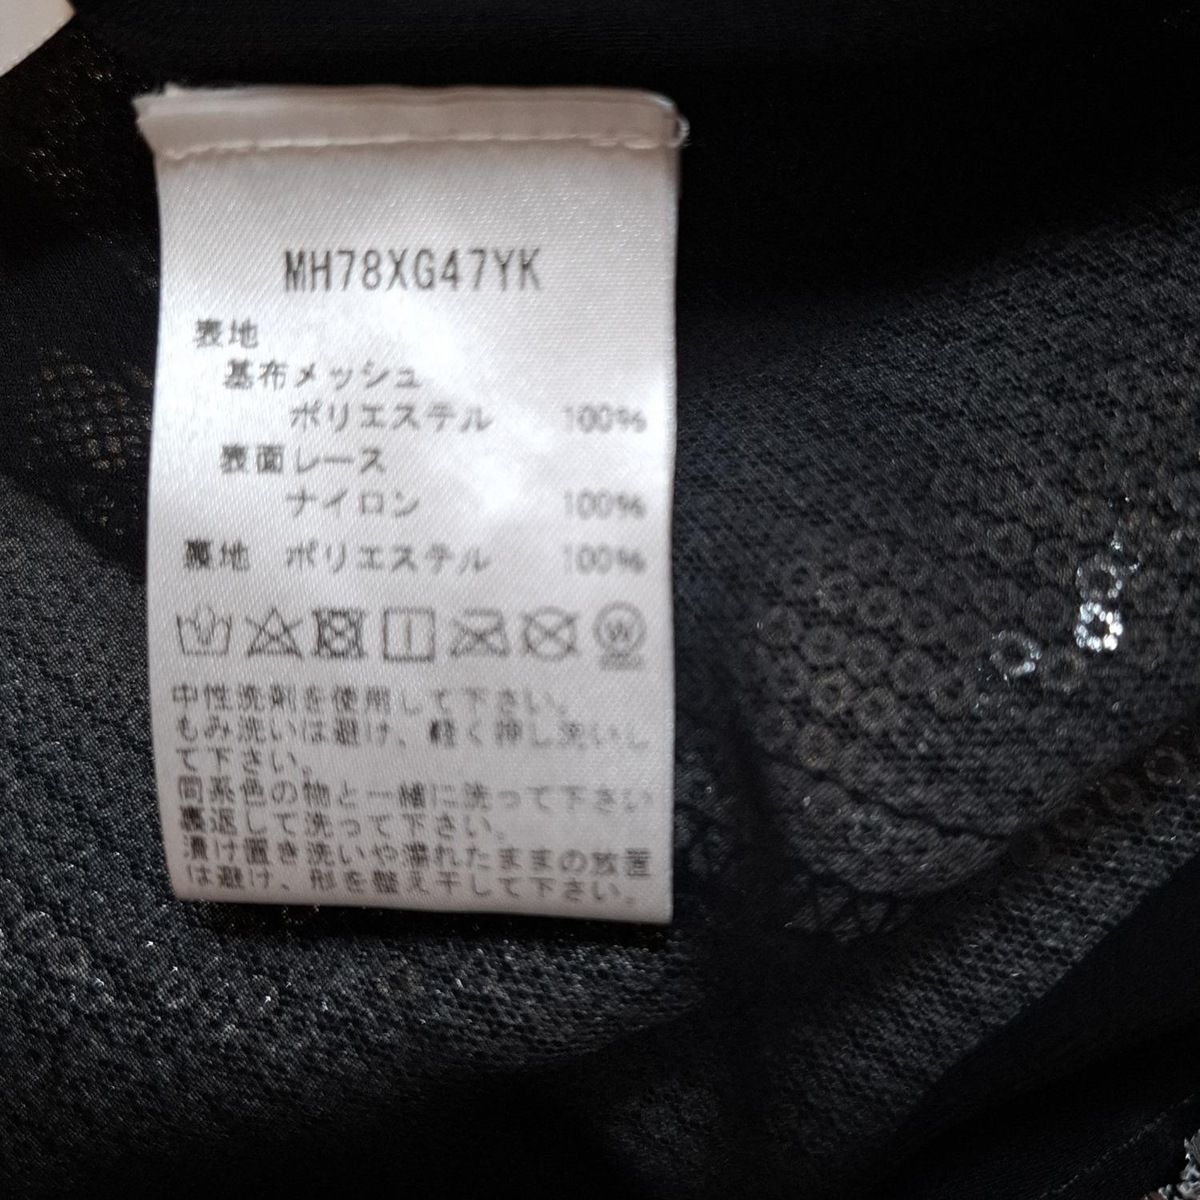 MH78XG47YK
表地
基布メッシュ
ポリエステル 100%
表面レース
ナイロン 100%
裏地 ポリエステル 100%
W
中性洗剤を使用して下さい。
もみ洗いは避け、軽く押し洗いし
て下さい。
同系色の物と一緒に洗って下さい
裏返して洗って下さい。
漬け置き洗いや濡れたままの放置
は避け、形を整え干して下さい。